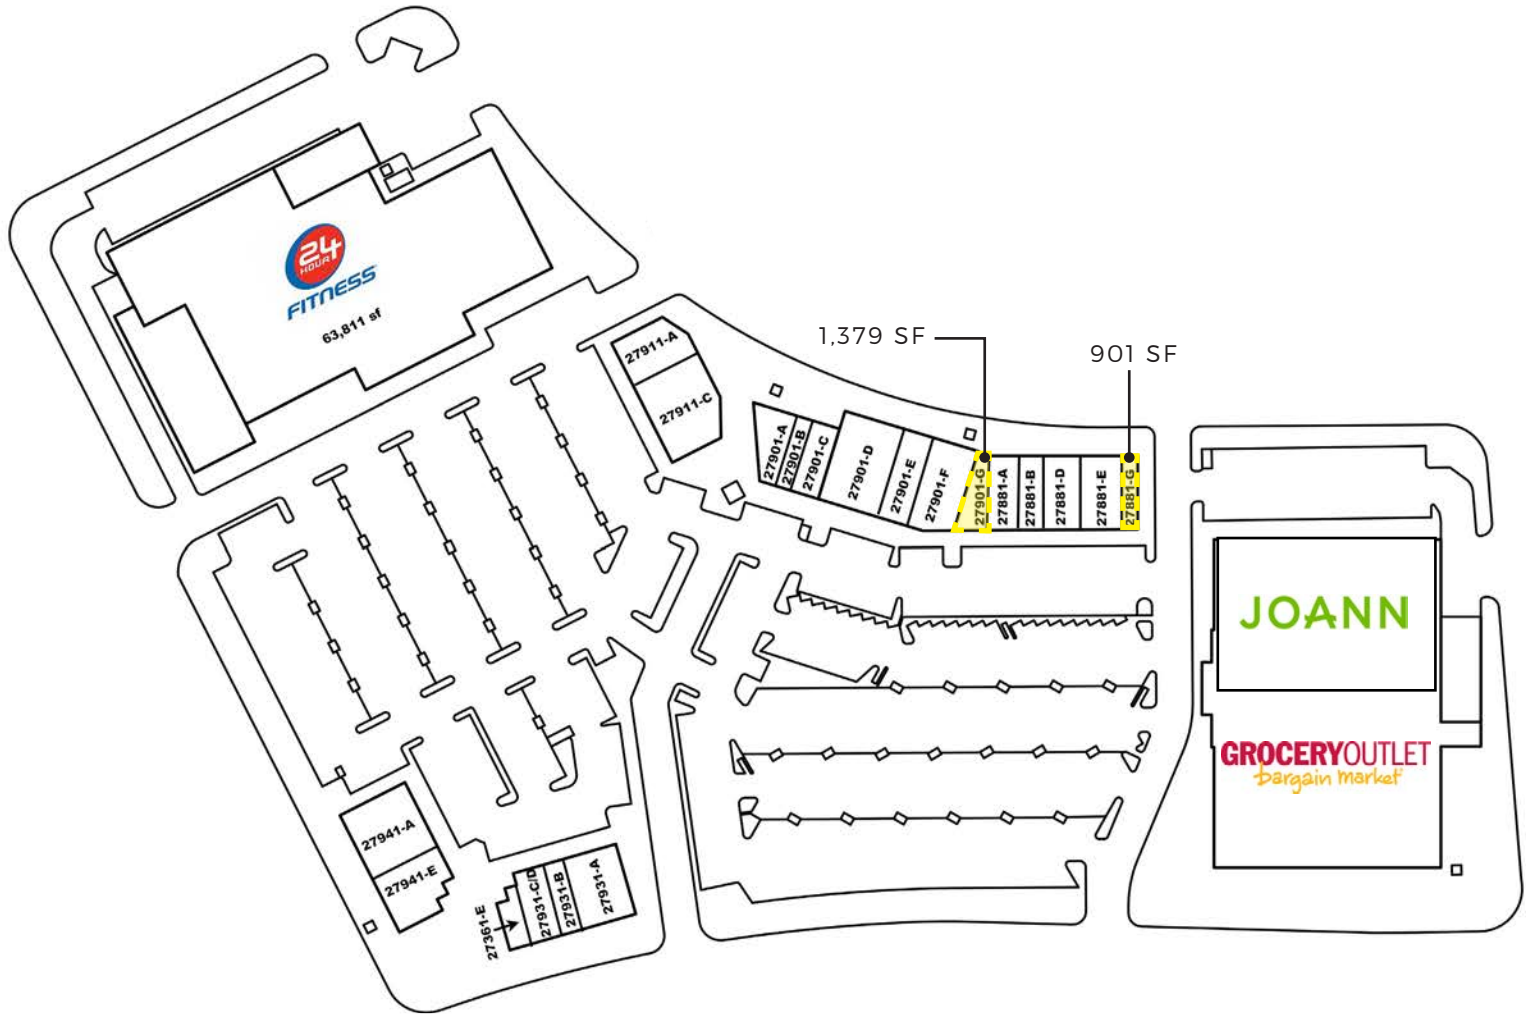 24
HOUR
FITNESS
63,811 sf
1,379 SF
901 SF
27911-A
27911-C
27901-A
27901-B
27901-C
27901-D
27901-E
27901-F
27901-G
27881-A
27881-B
27881-D
27881-E
27881-G
JOANN
GROCERY OUTLET
bargain market
27941-A
27941-E
27361-E
27931-C/D
27931-B
27931-A